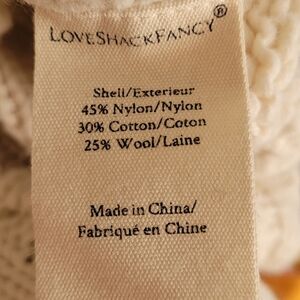 LOVESHACKFANCY®
Shell/Exterieur
45% Nylon/Nylon
30% Cotton/Coton
25% Wool/Laine
Made in China/
Fabriqué en Chine